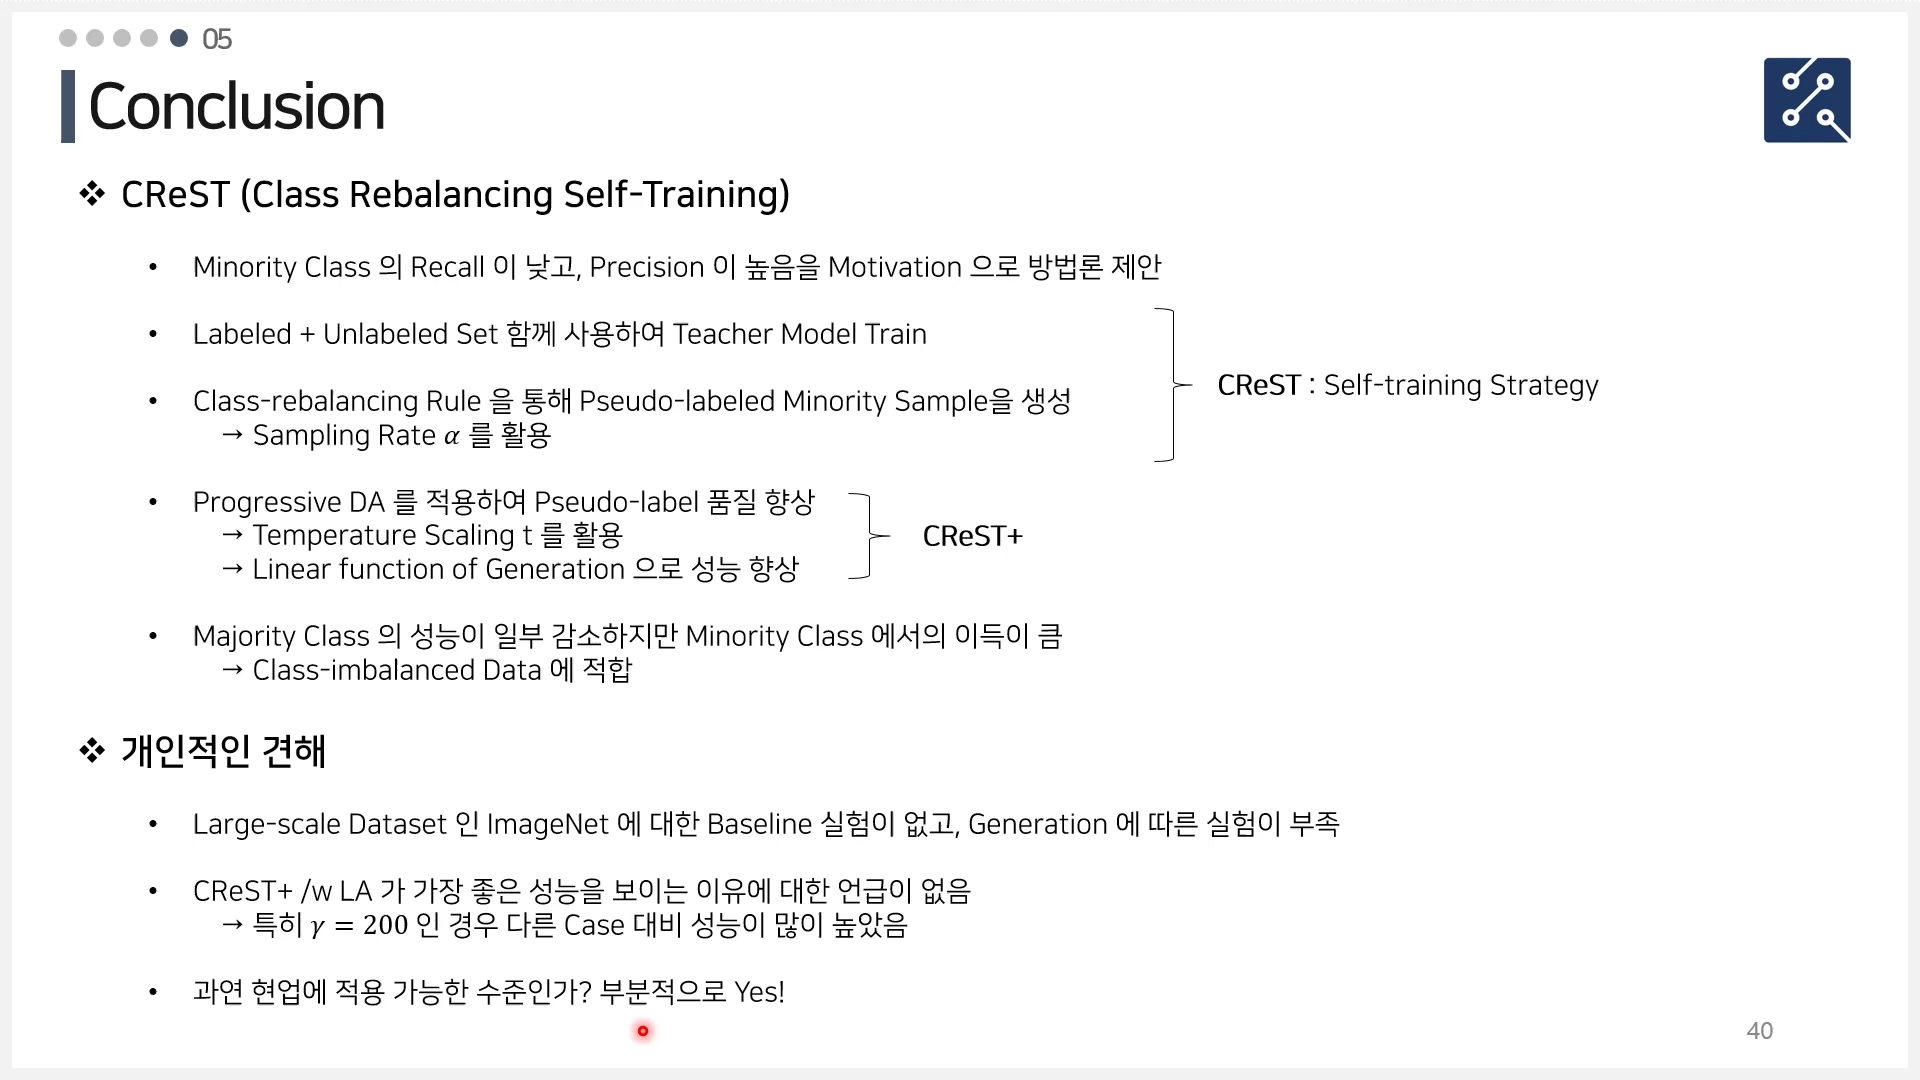 05
Conclusion
❖ CReST (Class Rebalancing Self-Training)
• Minority Class 의 Recall 이 낮고, Precision 이 높음을 Motivation 으로 방법론 제안
• Labeled + Unlabeled Set 함께 사용하여 Teacher Model Train
• Class-rebalancing Rule 을 통해 Pseudo-labeled Minority Sample을 생성
→ Sampling Rate α 를 활용
CReST : Self-training Strategy
• Progressive DA 를 적용하여 Pseudo-label 품질 향상
→ Temperature Scaling t 를 활용
→ Linear function of Generation 으로 성능 향상
CReST+
• Majority Class 의 성능이 일부 감소하지만 Minority Class 에서의 이득이 큼
→ Class-imbalanced Data 에 적합
❖ 개인적인 견해
• Large-scale Dataset 인 ImageNet 에 대한 Baseline 실험이 없고, Generation 에 따른 실험이 부족
• CReST+ /w LA 가 가장 좋은 성능을 보이는 이유에 대한 언급이 없음
→ 특히 γ = 200 인 경우 다른 Case 대비 성능이 많이 높았음
• 과연 현업에 적용 가능한 수준인가? 부분적으로 Yes!
40